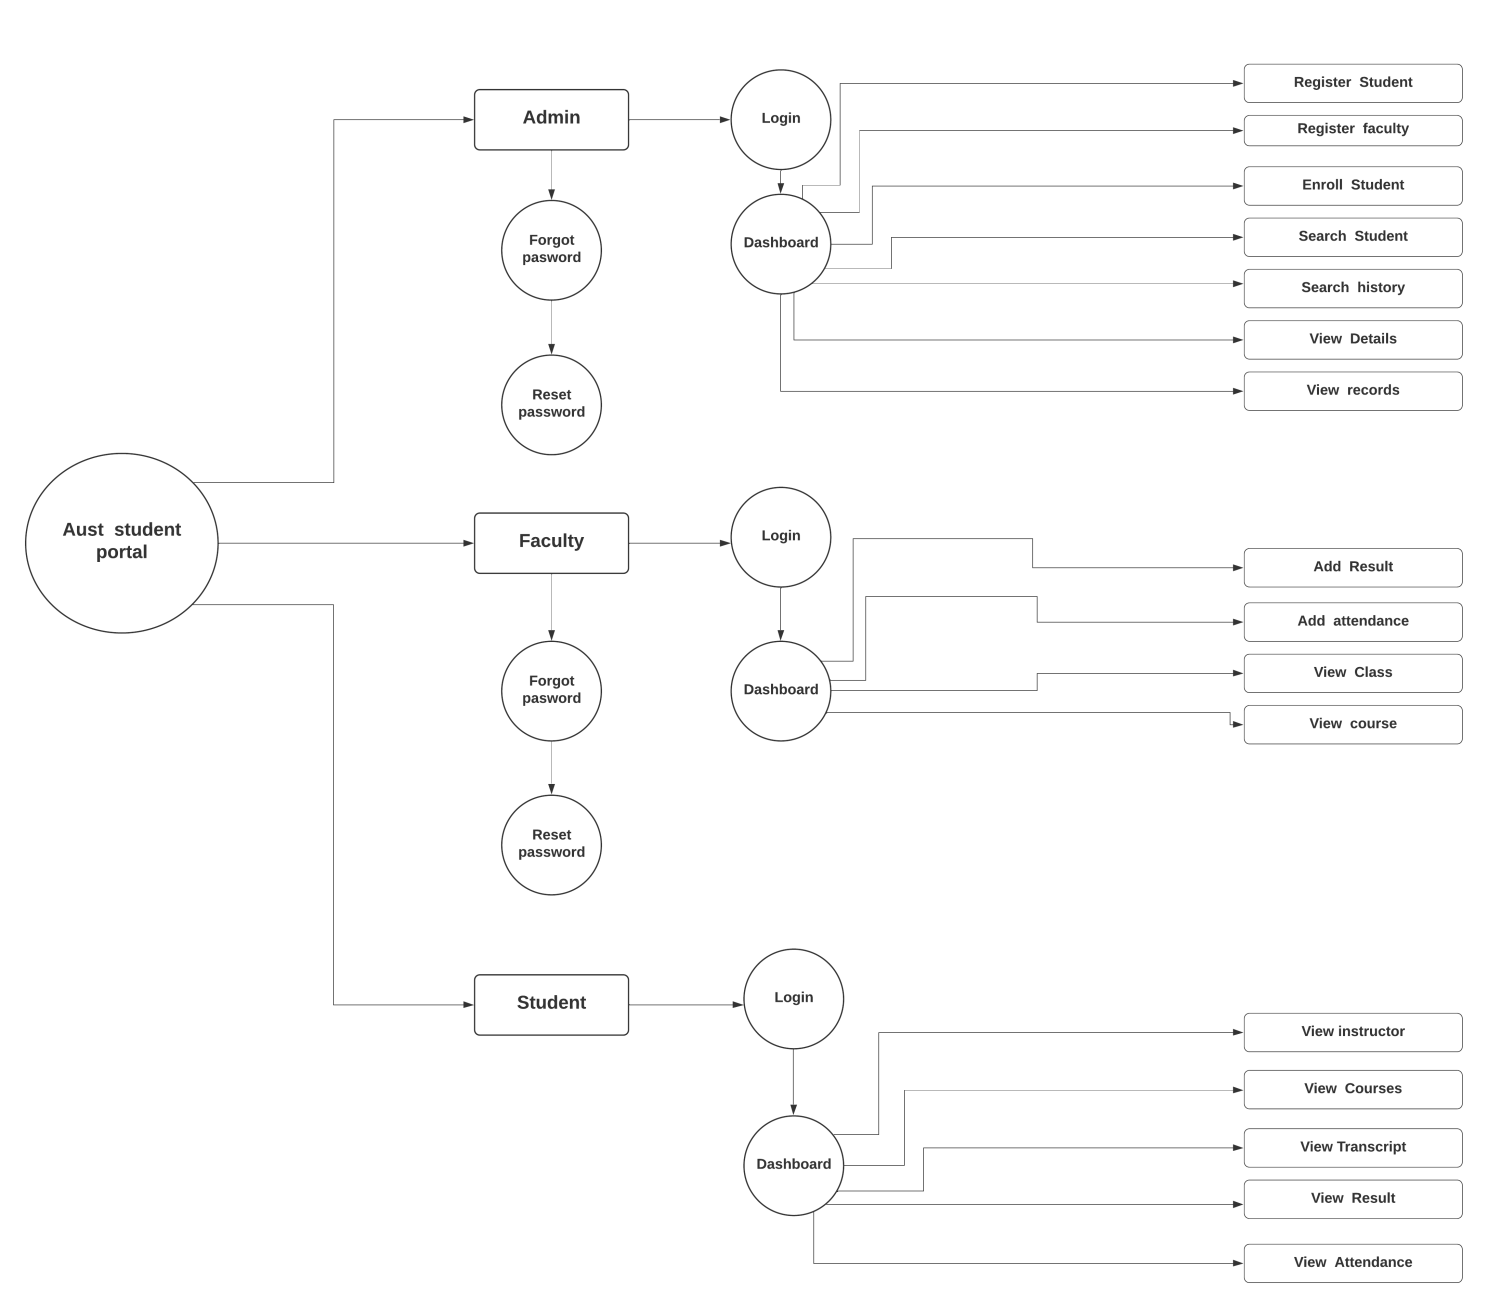 Aust student
portal
Admin
Forgot
pasword
Reset
password
Login
Dashboard
Register Student
Register faculty
Enroll Student
Search Student
Search history
View Details
View records
Faculty
Forgot
pasword
Reset
password
Login
Dashboard
Add Result
Add attendance
View Class
View course
Student
Login
Dashboard
View instructor
View Courses
View Transcript
View Result
View Attendance